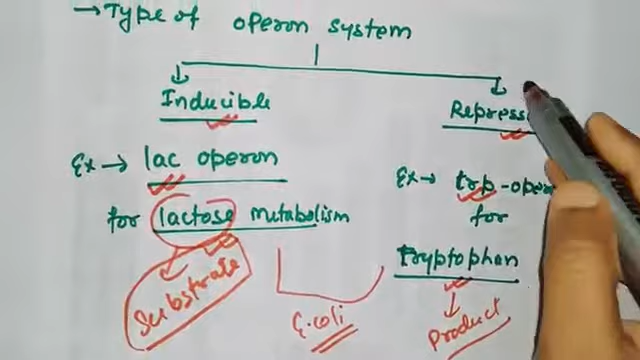 →Type of operon system
Inducible
Repress
Ex → lac operon
Ex→ trp-oper
for lactose metabolism
for
Tryptophan
Substrate
E.coli
Product